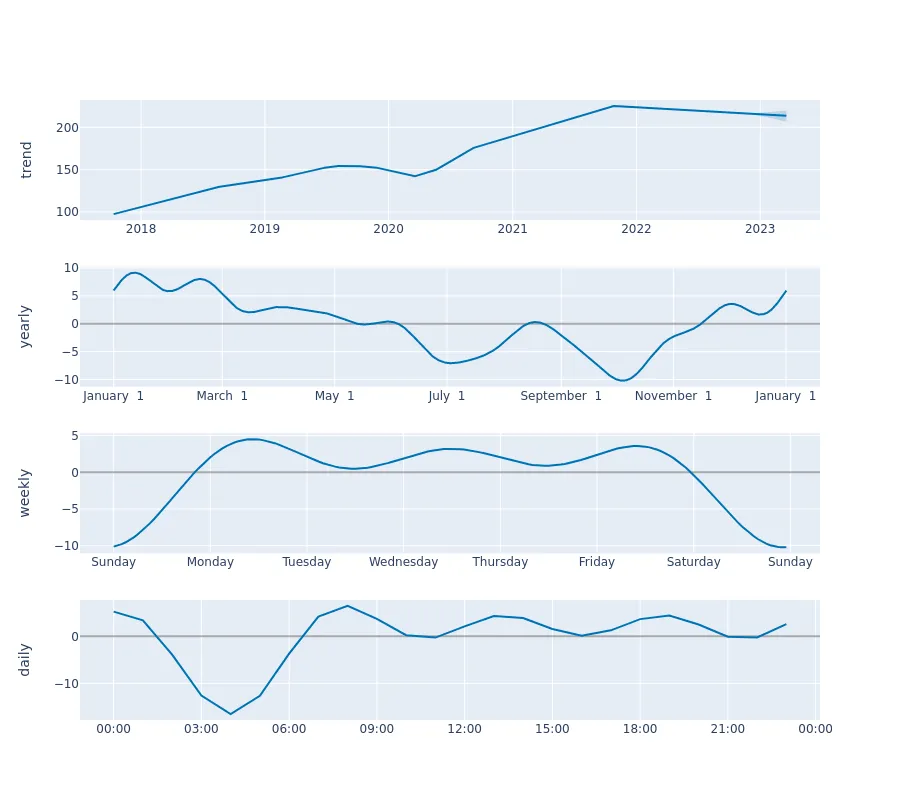 trend
200
150
100
2018 2019 2020 2021 2022 2023
yearly
10
5
0
−5
−10
January 1 March 1 May 1 July 1 September 1 November 1 January 1
weekly
5
0
−5
−10
Sunday Monday Tuesday Wednesday Thursday Friday Saturday Sunday
daily
0
−10
00:00 03:00 06:00 09:00 12:00 15:00 18:00 21:00 00:00